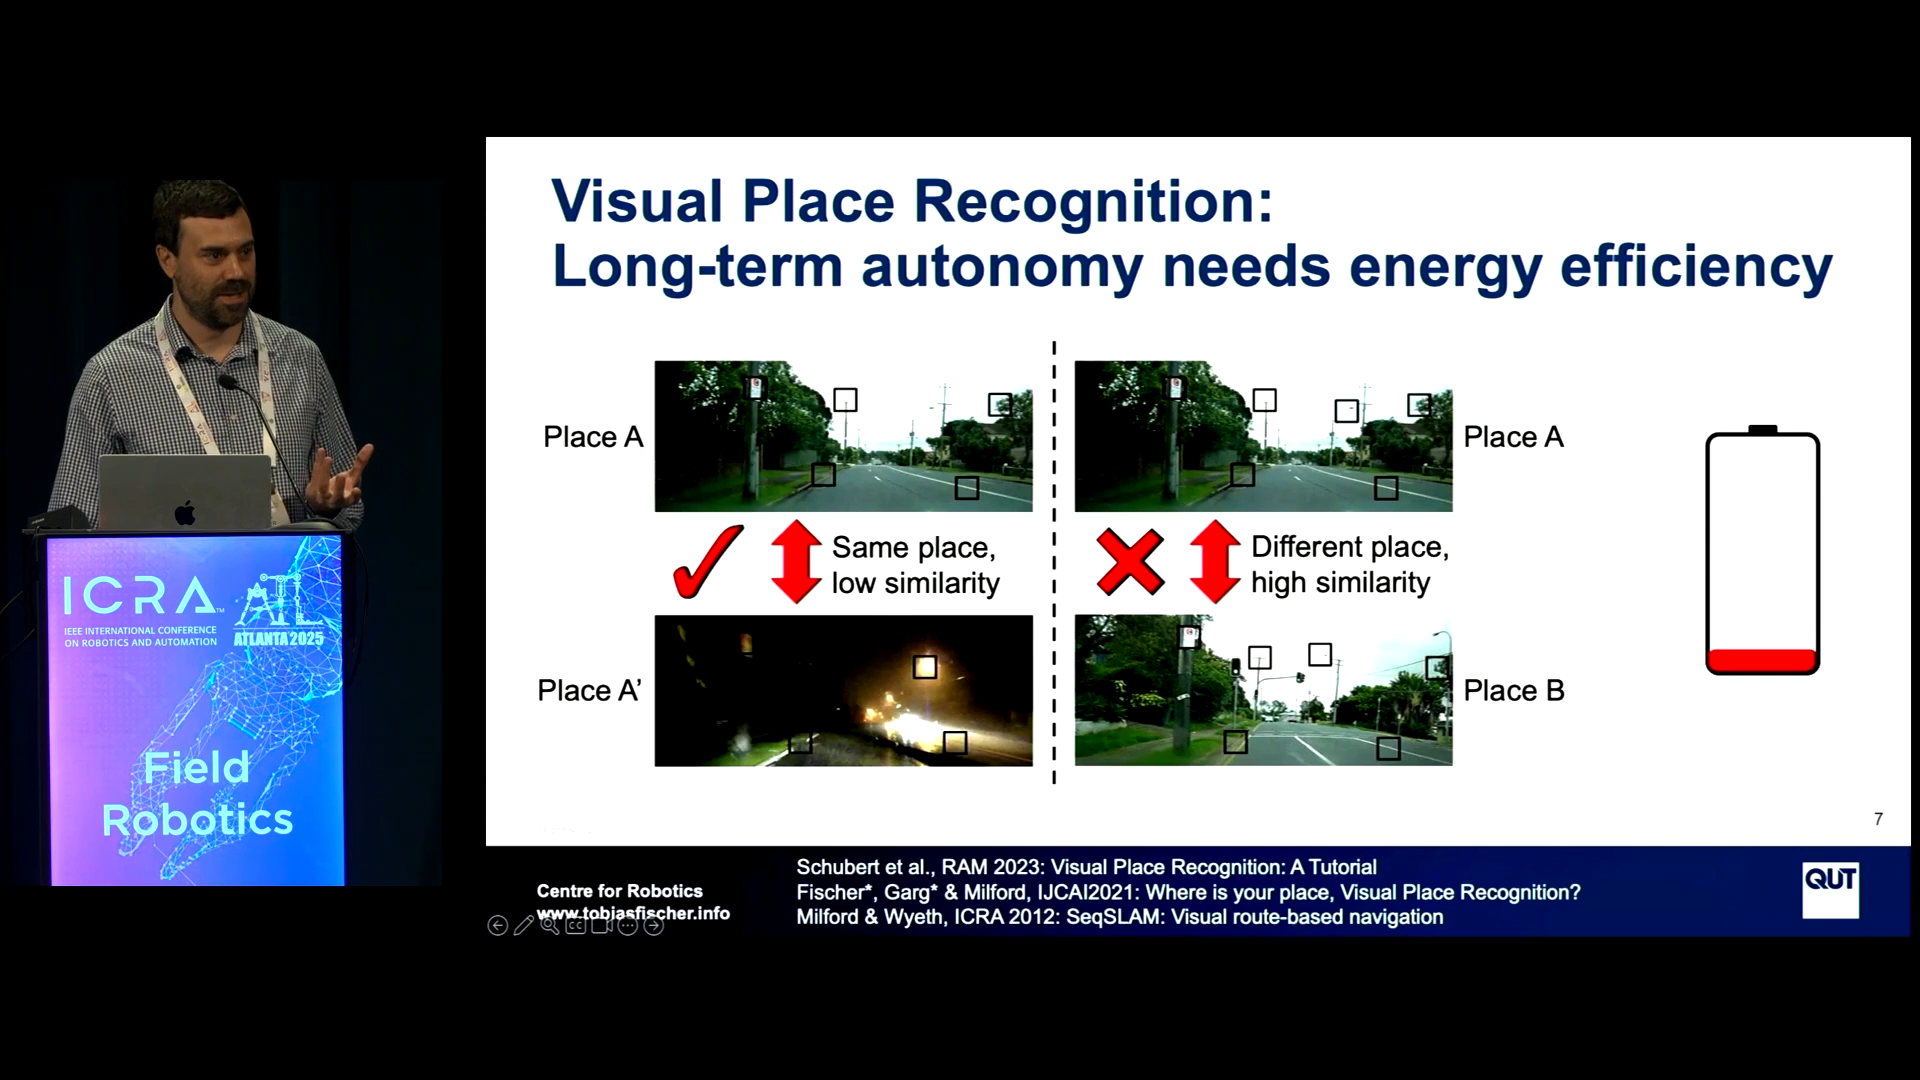 Visual Place Recognition:
Long-term autonomy needs energy efficiency
Place A
Place A
Same place,
low similarity
Different place,
high similarity
Place A’
Place B
7
Schubert et al., RAM 2023: Visual Place Recognition: A Tutorial
Fischer*, Garg* & Milford, IJCAI2021: Where is your place, Visual Place Recognition?
Milford & Wyeth, ICRA 2012: SeqSLAM: Visual route-based navigation
Centre for Robotics
www.tobiasfischer.info
CC
QUT
ICRA™
IEEE INTERNATIONAL CONFERENCE
ON ROBOTICS AND AUTOMATION
ATL
ATLANTA 2025
Field
Robotics